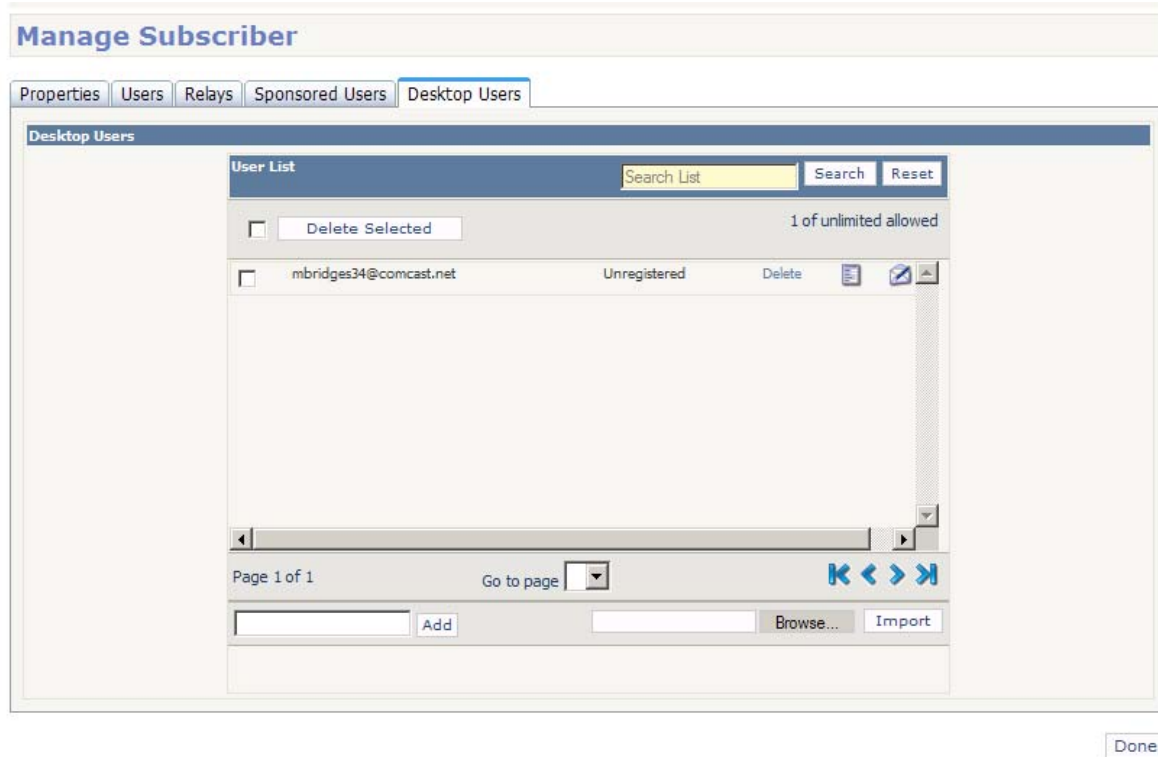 Manage Subscriber
Properties Users Relays Sponsored Users Desktop Users
Desktop Users
User List Search List Search Reset
Delete Selected 1 of unlimited allowed
mbridges34@comcast.net Unregistered Delete
Page 1 of 1 Go to page
Add Browse... Import
Done